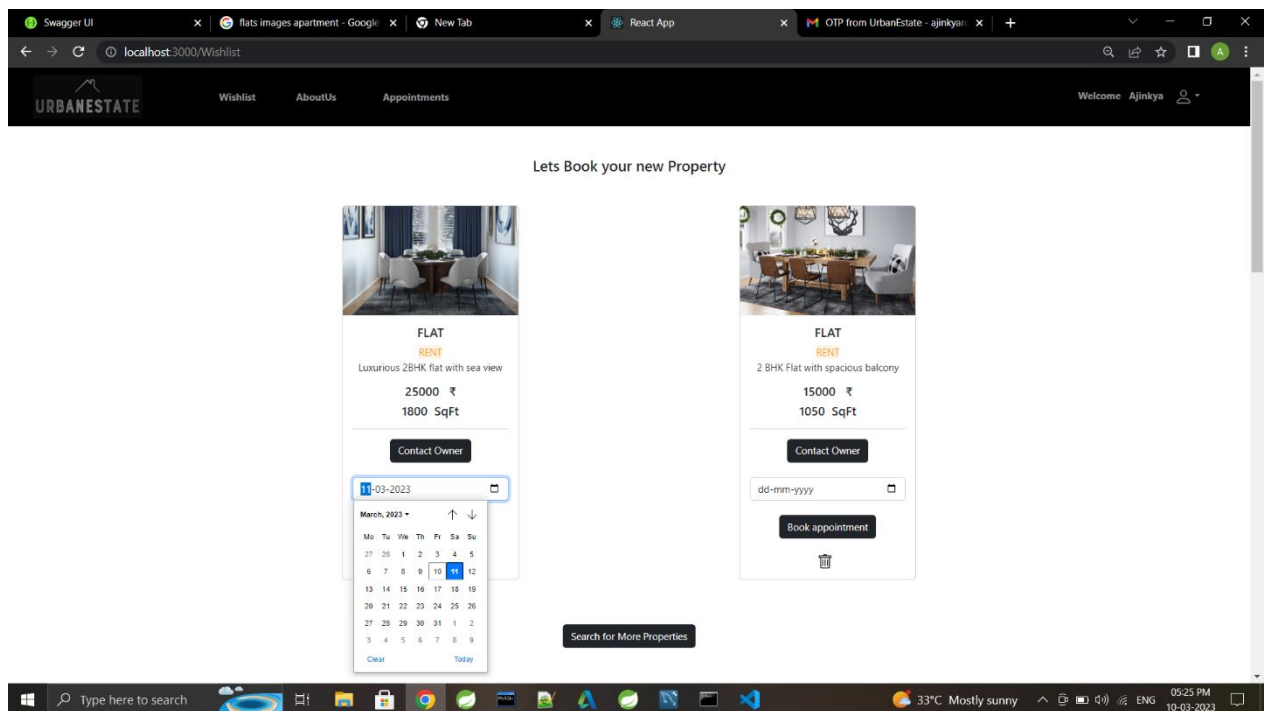 Swagger UI
flats images apartment - Google
New Tab
React App
OTP from UrbanEstate - ajinkyar
localhost:3000/Wishlist
A
URBANESTATE
Wishlist
AboutUs
Appointments
Welcome Ajinkya
Lets Book your new Property
FLAT
RENT
Luxurious 2BHK flat with sea view
25000 ₹
1800 SqFt
Contact Owner
11-03-2023
March, 2023
Mo Tu We Th Fr Sa Su
27 28 1 2 3 4 5
6 7 8 9 10 11 12
13 14 15 16 17 18 19
20 21 22 23 24 25 26
27 28 29 30 31 1 2
3 4 5 6 7 8 9
Clear Today
FLAT
RENT
2 BHK Flat with spacious balcony
15000 ₹
1050 SqFt
Contact Owner
dd-mm-yyyy
Book appointment
Search for More Properties
Type here to search
33°C Mostly sunny
ENG
05:25 PM
10-03-2023